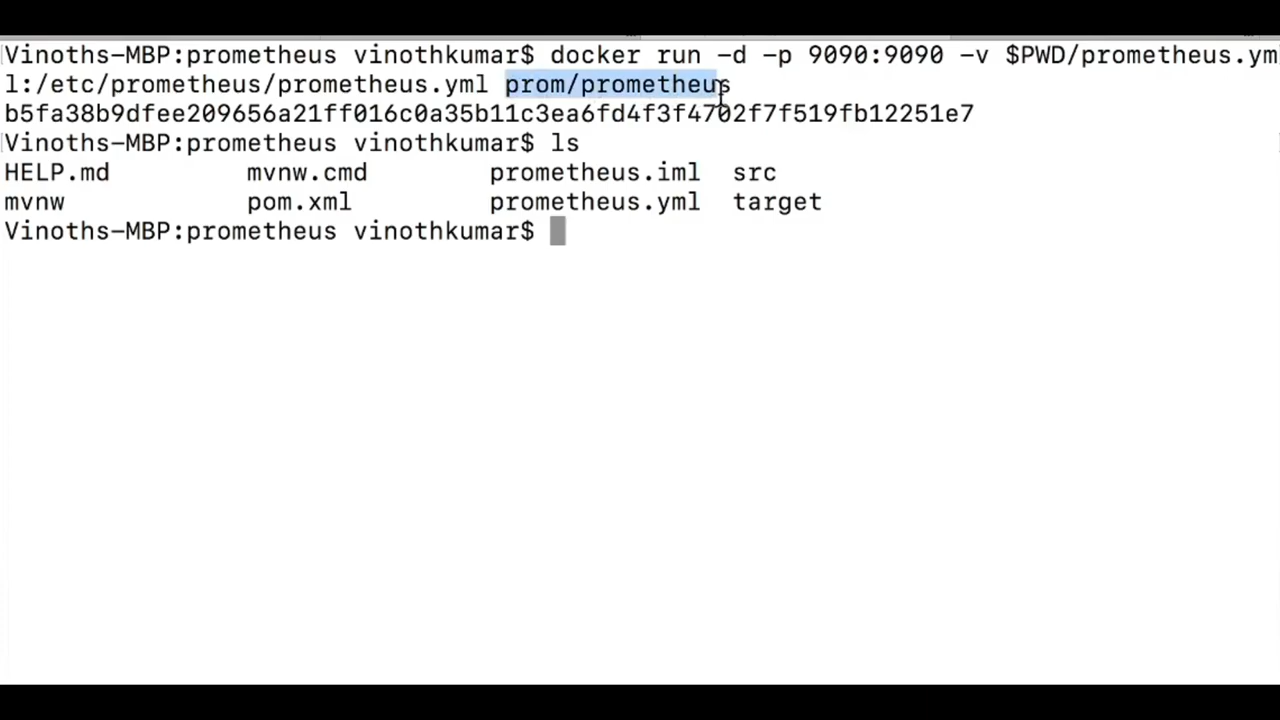 Vinoths-MBP:prometheus vinothkumar$ docker run -d -p 9090:9090 -v $PWD/prometheus.ym
l:/etc/prometheus/prometheus.yml prom/prometheus
b5fa38b9dfee209656a21ff016c0a35b11c3ea6fd4f3f4702f7f519fb12251e7
Vinoths-MBP:prometheus vinothkumar$ ls
HELP.md mvnw.cmd prometheus.iml src
mvnw pom.xml prometheus.yml target
Vinoths-MBP:prometheus vinothkumar$